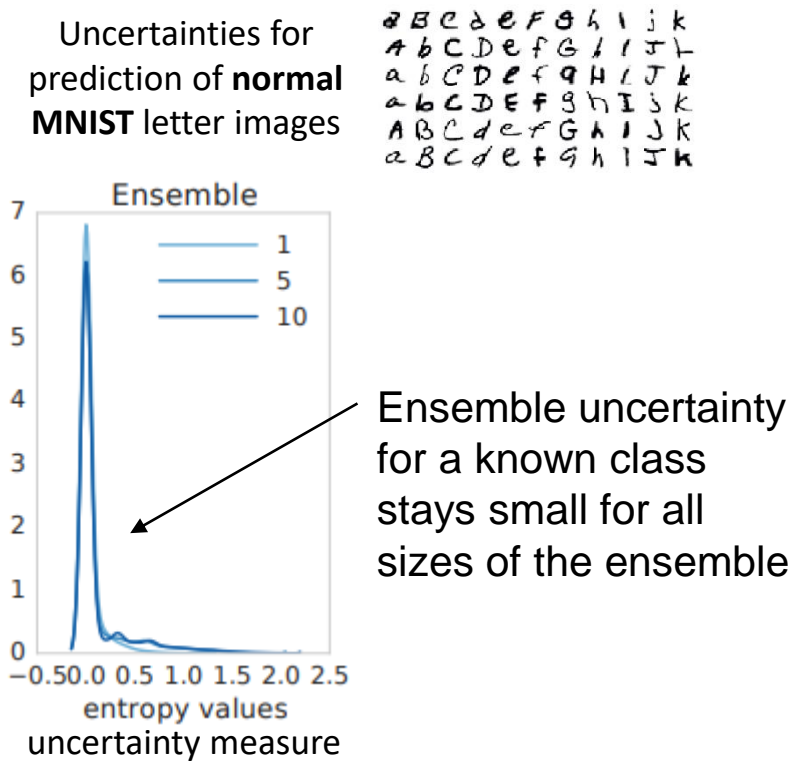 Uncertainties for
prediction of normal
MNIST letter images
a B C d e F g h i j k
A b C D e f G h i J k
a b C D e f g H i J k
a b C D E f g h I j k
A B C d e f G h i J k
a B C d e f G h i J k
Ensemble
7
6
5
4
3
2
1
0
1
5
10
−0.5 0.0 0.5 1.0 1.5 2.0 2.5
entropy values
uncertainty measure
Ensemble uncertainty
for a known class
stays small for all
sizes of the ensemble